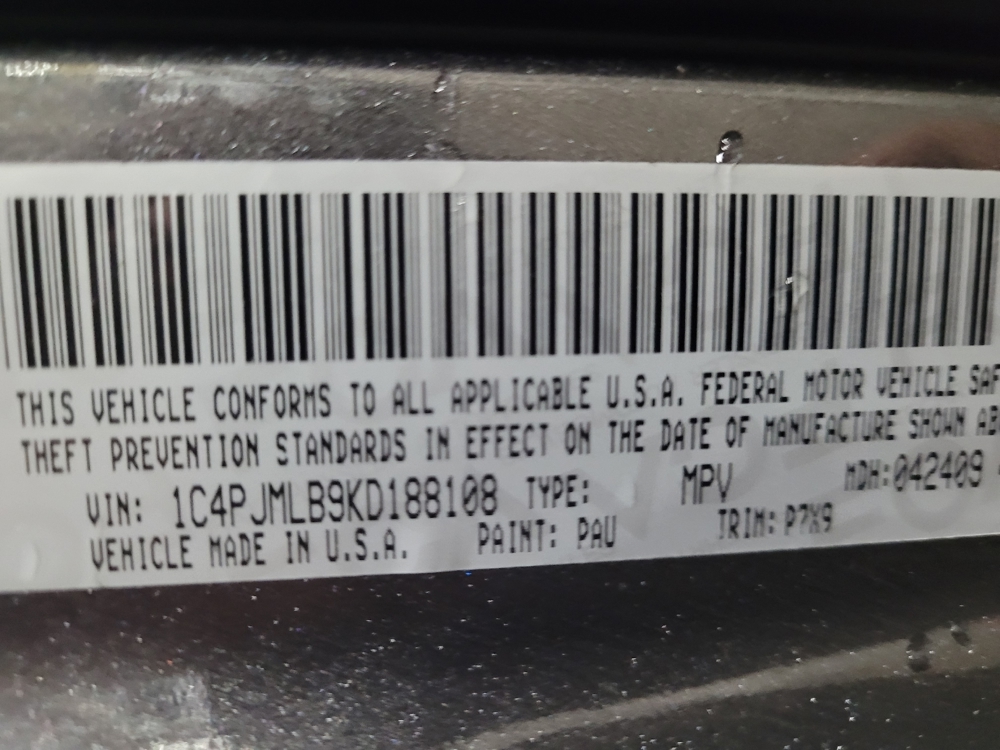 THIS VEHICLE CONFORMS TO ALL APPLICABLE U.S.A. FEDERAL MOTOR VEHICLE SAF
THEFT PREVENTION STANDARDS IN EFFECT ON THE DATE OF MANUFACTURE SHOWN AB
VIN: 1C4PJMLB9KD188108 TYPE: MPV MDH:042409
VEHICLE MADE IN U.S.A. PAINT: PAU TRIM: P7X9